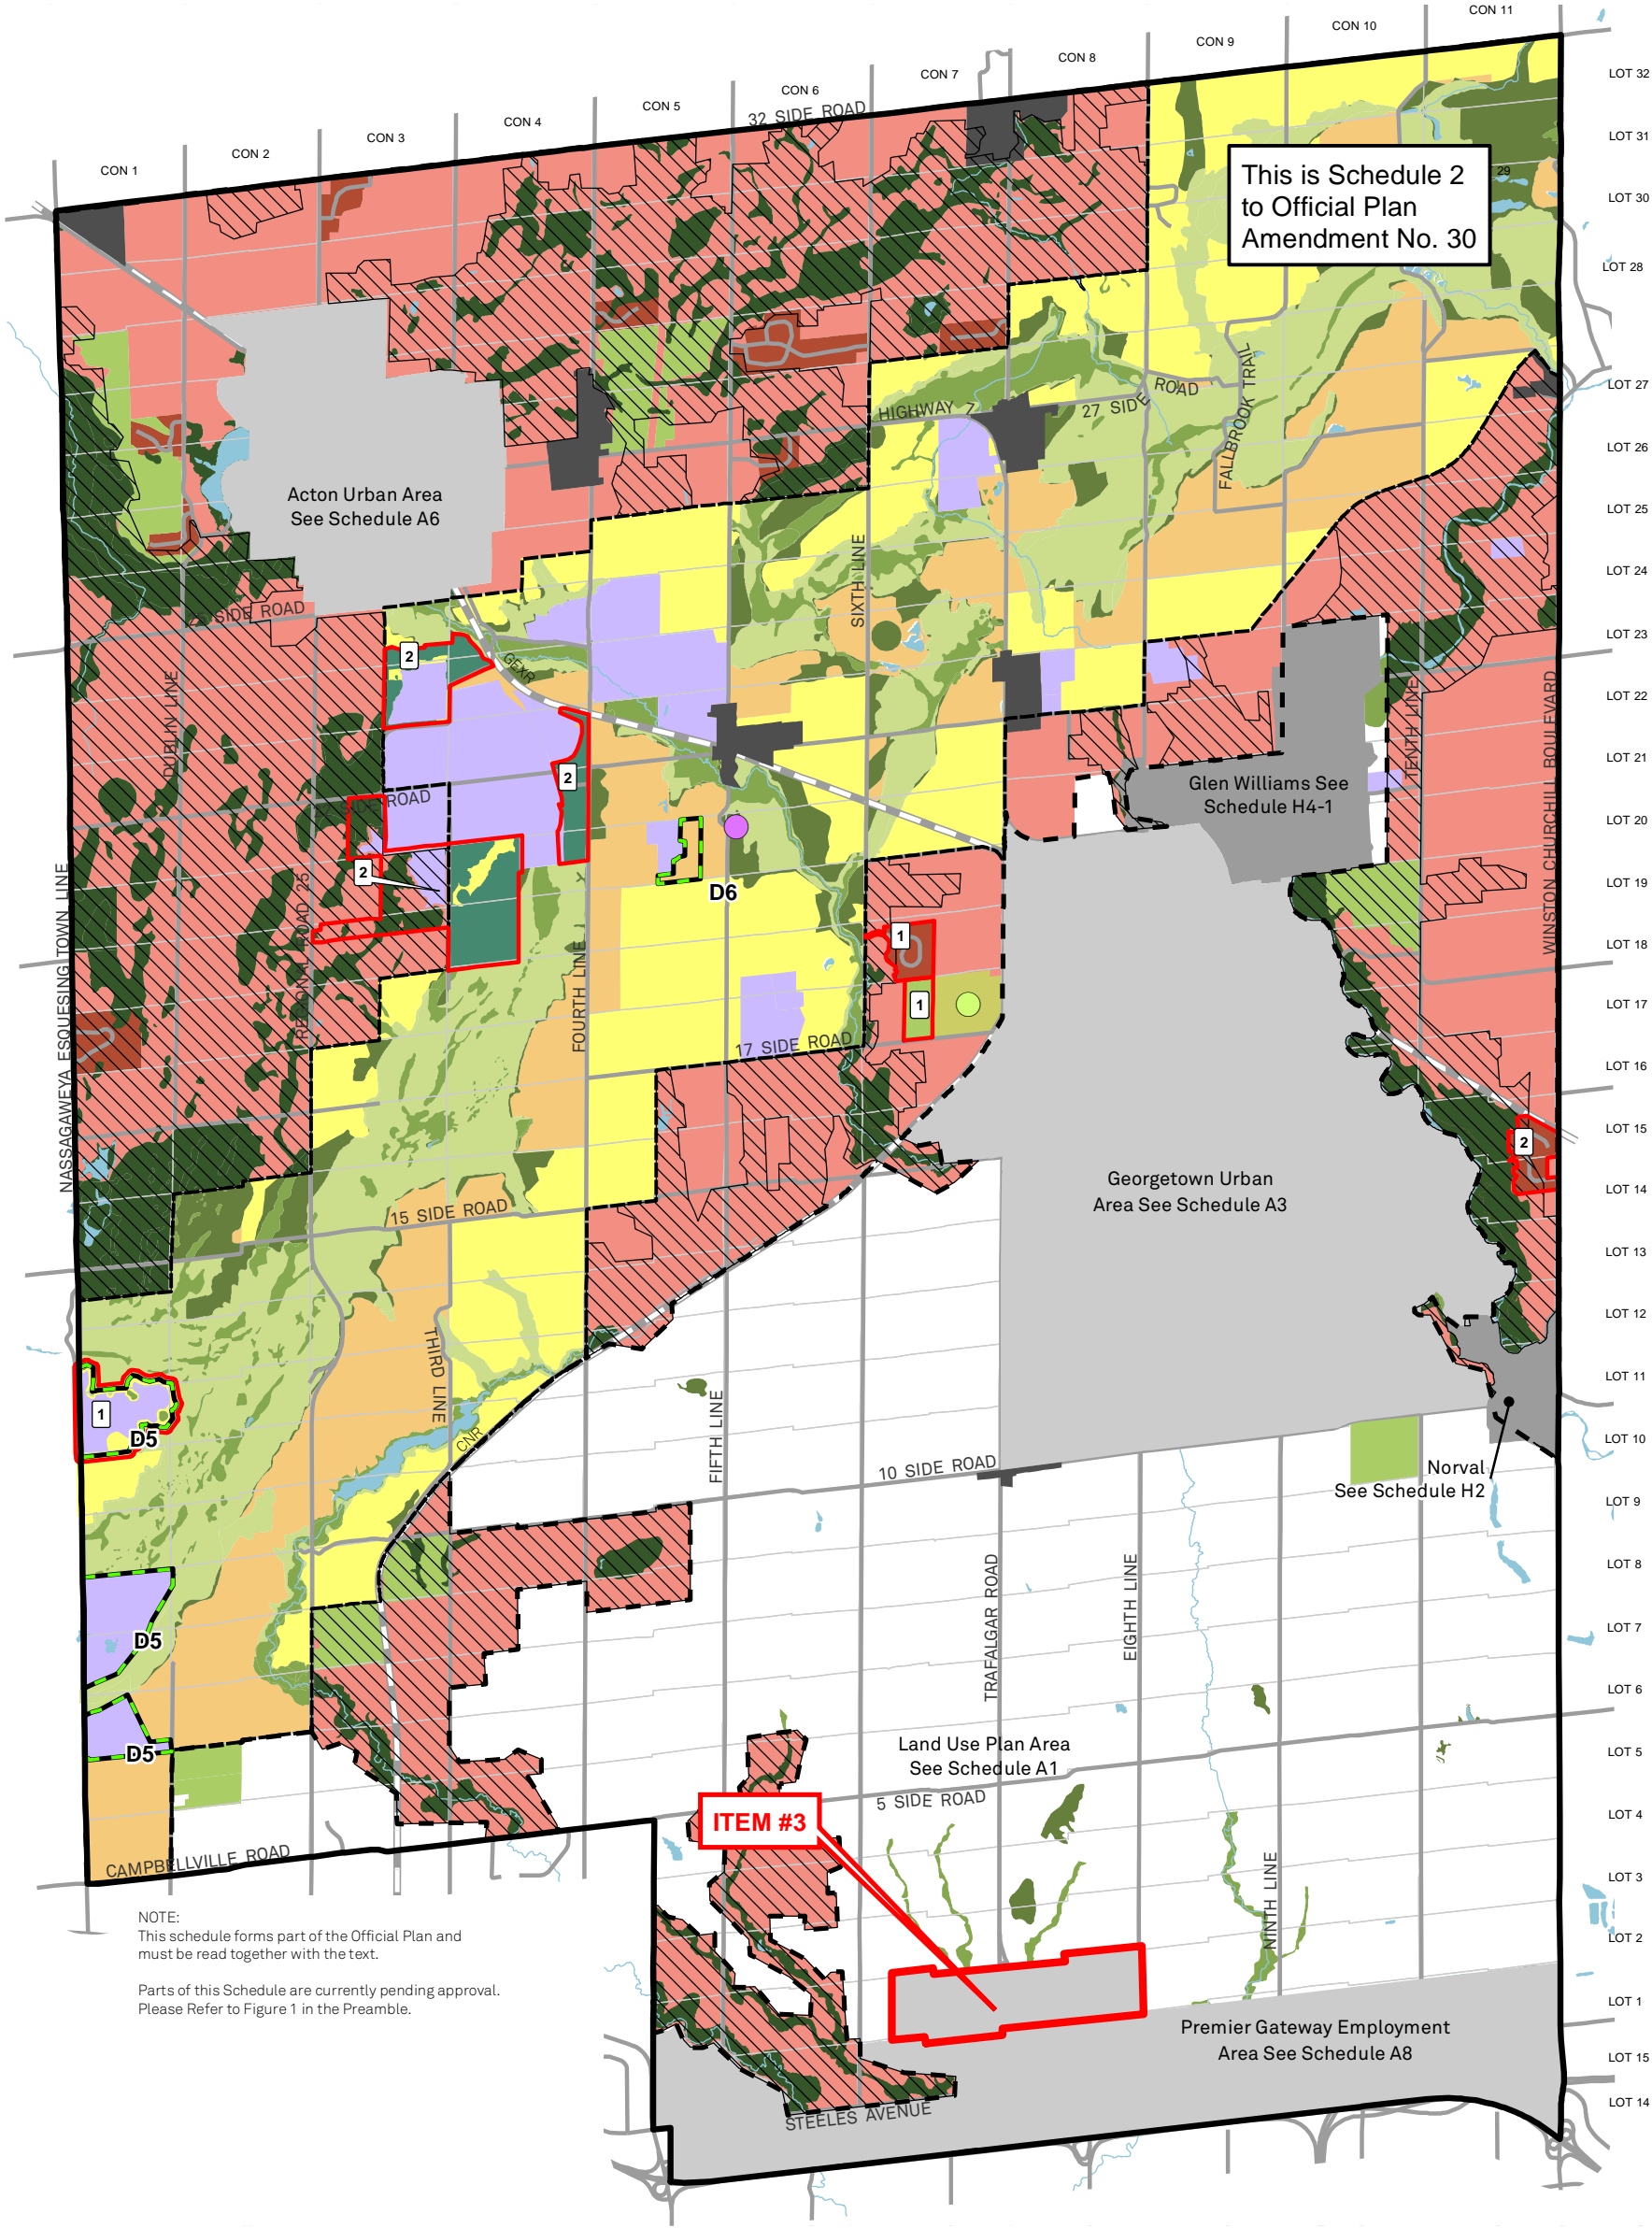 CON 11
CON 10
CON 9
CON 8
CON 7
CON 6
CON 5
CON 4
CON 3
CON 2
CON 1
32 SIDE ROAD
This is Schedule 2
to Official Plan
Amendment No. 30
29
LOT 32
LOT 31
LOT 30
LOT 28
LOT 27
LOT 26
LOT 25
LOT 24
LOT 23
LOT 22
LOT 21
LOT 20
LOT 19
LOT 18
LOT 17
LOT 16
LOT 15
LOT 14
LOT 13
LOT 12
LOT 11
LOT 10
LOT 9
LOT 8
LOT 7
LOT 6
LOT 5
LOT 4
LOT 3
LOT 2
LOT 1
LOT 15
LOT 14
HIGHWAY 7
27 SIDE ROAD
FALLBROOK TRAIL
Acton Urban Area
See Schedule A6
SIXTH LINE
SIDE ROAD
DUBLIN LINE
2
GEXR
2
SIDE ROAD
2
REGIONAL ROAD 25
NASSAGAWEYA ESQUESING TOWN LINE
D6
FOURTH LINE
1
1
17 SIDE ROAD
Glen Williams See
Schedule H4-1
TENTH LINE
WINSTON CHURCHILL BOULEVARD
2
Georgetown Urban
Area See Schedule A3
15 SIDE ROAD
THIRD LINE
CNR
1
D5
FIFTH LINE
10 SIDE ROAD
Norval
See Schedule H2
D5
D5
TRAFALGAR ROAD
EIGHTH LINE
Land Use Plan Area
See Schedule A1
5 SIDE ROAD
ITEM #3
NINTH LINE
CAMPBELLVILLE ROAD
NOTE:
This schedule forms part of the Official Plan and
must be read together with the text.
Parts of this Schedule are currently pending approval.
Please Refer to Figure 1 in the Preamble.
Premier Gateway Employment
Area See Schedule A8
STEELES AVENUE